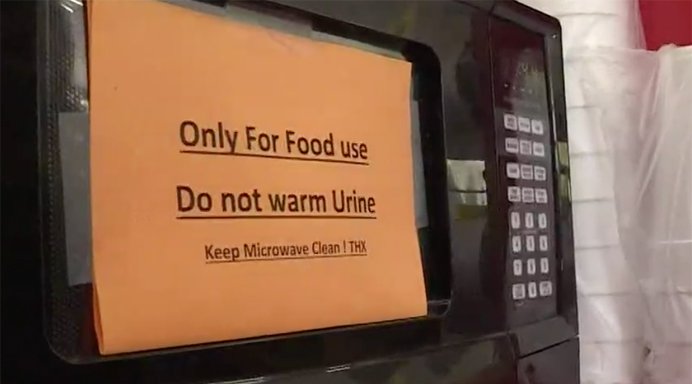 Only For Food use
Do not warm Urine
Keep Microwave Clean ! THX